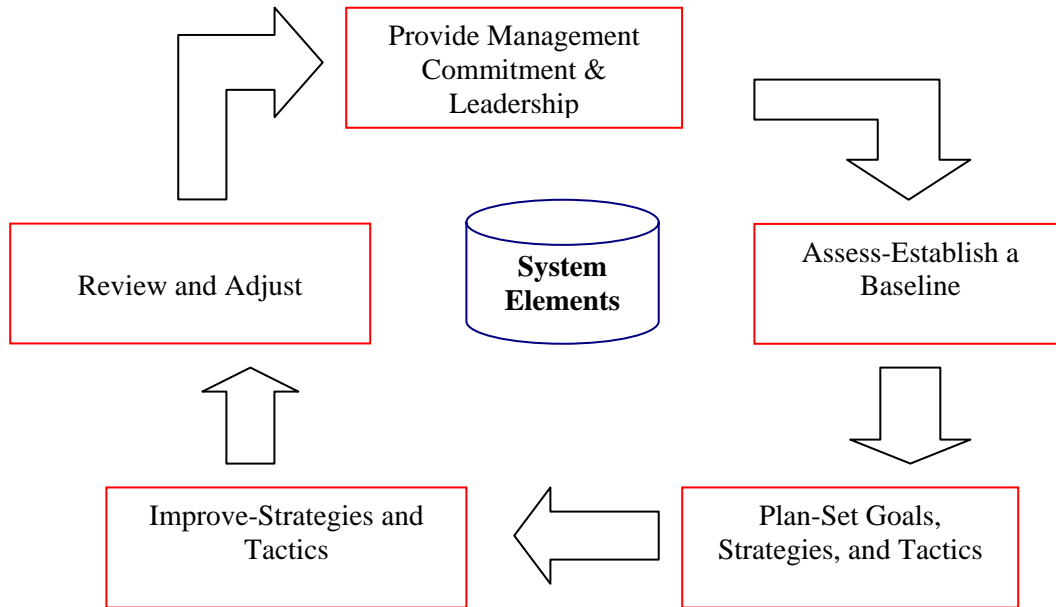 Provide Management
Commitment &
Leadership
Assess-Establish a
Baseline
Review and Adjust
System
Elements
Improve-Strategies and
Tactics
Plan-Set Goals,
Strategies, and Tactics